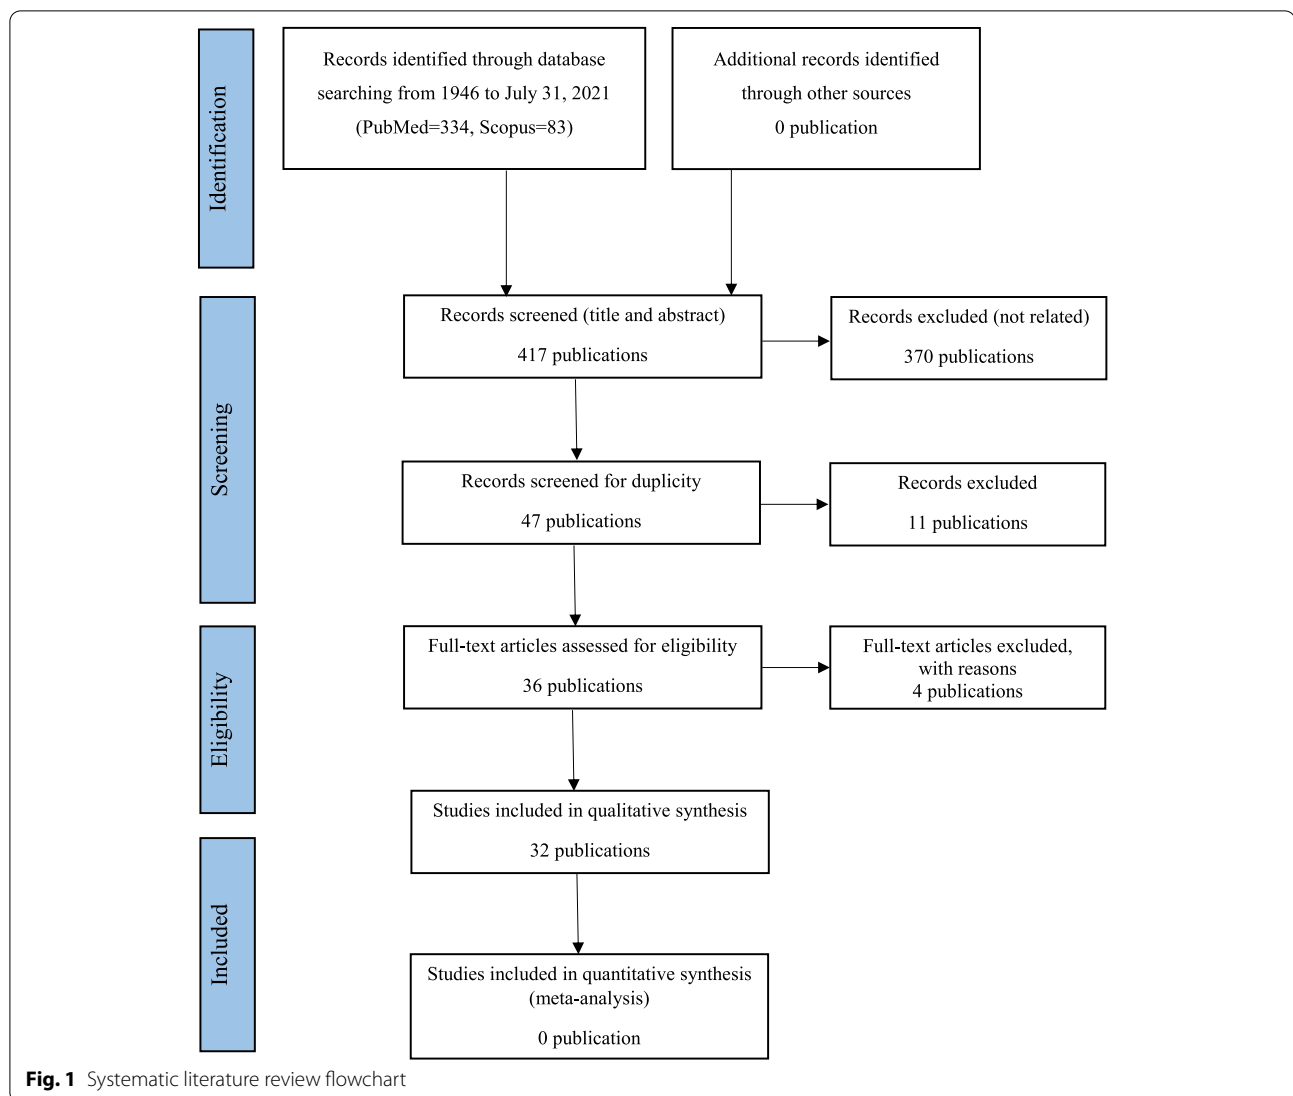 Identification
Records identified through database
searching from 1946 to July 31, 2021
(PubMed=334, Scopus=83)
Additional records identified
through other sources
0 publication
Screening
Records screened (title and abstract)
417 publications
Records excluded (not related)
370 publications
Records screened for duplicity
47 publications
Records excluded
11 publications
Eligibility
Full-text articles assessed for eligibility
36 publications
Full-text articles excluded,
with reasons
4 publications
Studies included in qualitative synthesis
32 publications
Included
Studies included in quantitative synthesis
(meta-analysis)
0 publication
Fig. 1 Systematic literature review flowchart